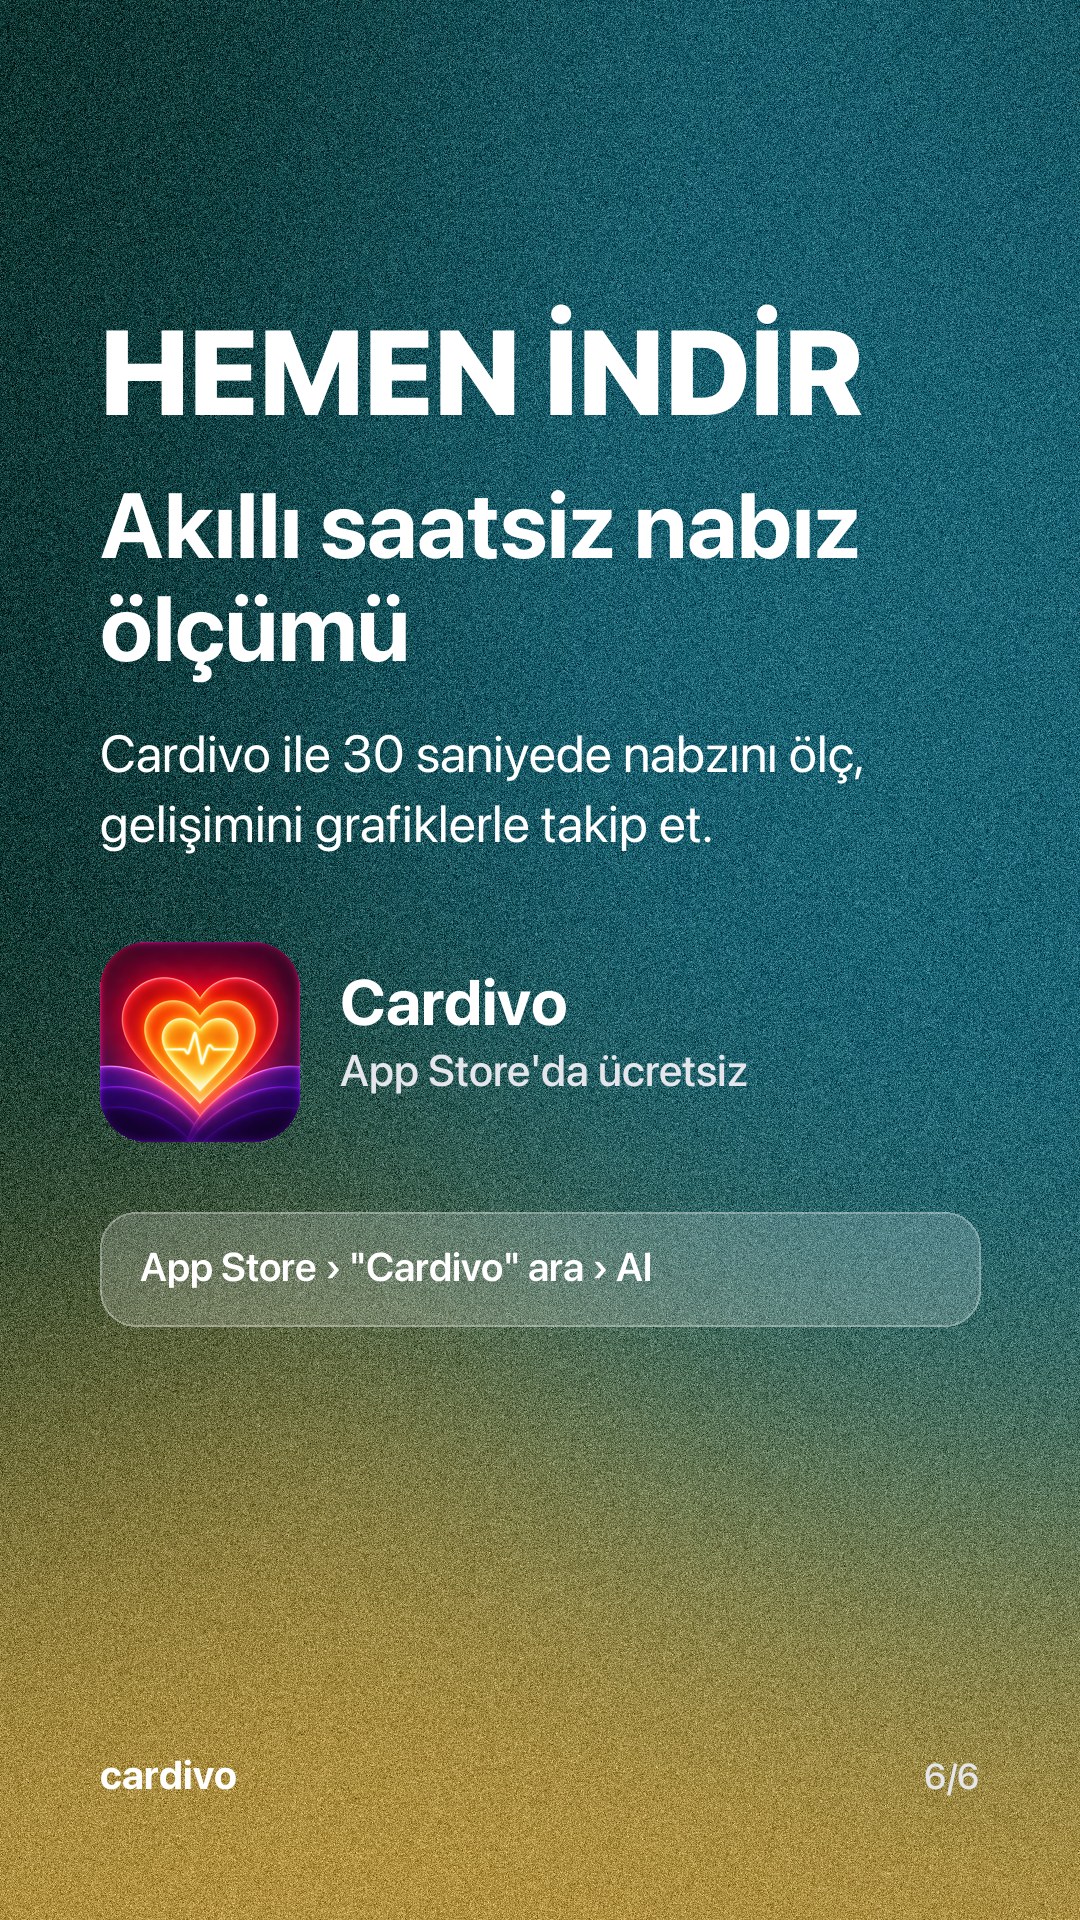 HEMEN İNDİR
Akıllı saatsiz nabız
ölçümü
Cardivo ile 30 saniyede nabzını ölç,
gelişimini grafiklerle takip et.
Cardivo
App Store'da ücretsiz
App Store › "Cardivo" ara › Al
cardivo
6/6